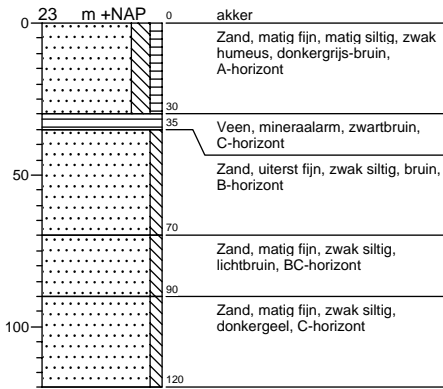 23 m +NAP 0 akker
0
Zand, matig fijn, matig siltig, zwak
humeus, donkergrijs-bruin,
A-horizont
30
35
Veen, mineraalarm, zwartbruin,
C-horizont
50
Zand, uiterst fijn, zwak siltig, bruin,
B-horizont
70
Zand, matig fijn, zwak siltig,
lichtbruin, BC-horizont
90
Zand, matig fijn, zwak siltig,
donkergeel, C-horizont
100
120